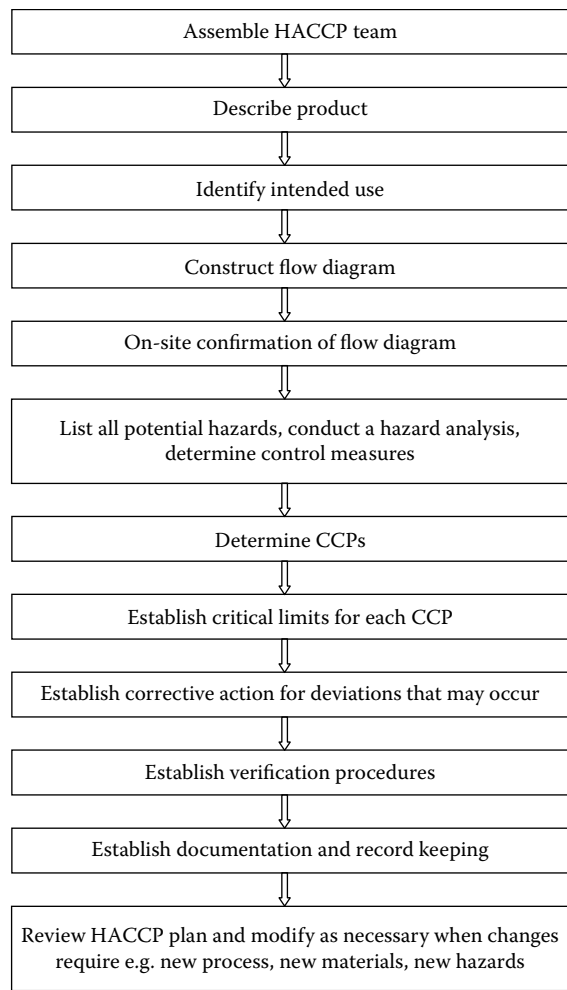 Assemble HACCP team
Describe product
Identify intended use
Construct flow diagram
On-site confirmation of flow diagram
List all potential hazards, conduct a hazard analysis,
determine control measures
Determine CCPs
Establish critical limits for each CCP
Establish corrective action for deviations that may occur
Establish verification procedures
Establish documentation and record keeping
Review HACCP plan and modify as necessary when changes
require e.g. new process, new materials, new hazards